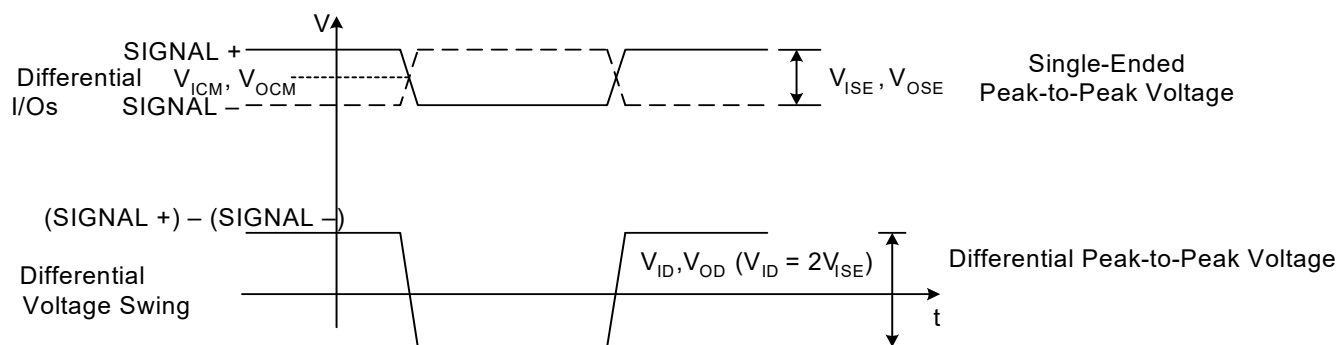 V
SIGNAL +
Differential V_ICM, V_OCM
I/Os SIGNAL –
V_ISE, V_OSE
Single-Ended
Peak-to-Peak Voltage
(SIGNAL +) – (SIGNAL –)
V_ID,V_OD (V_ID = 2V_ISE)
Differential Peak-to-Peak Voltage
Differential
Voltage Swing
t